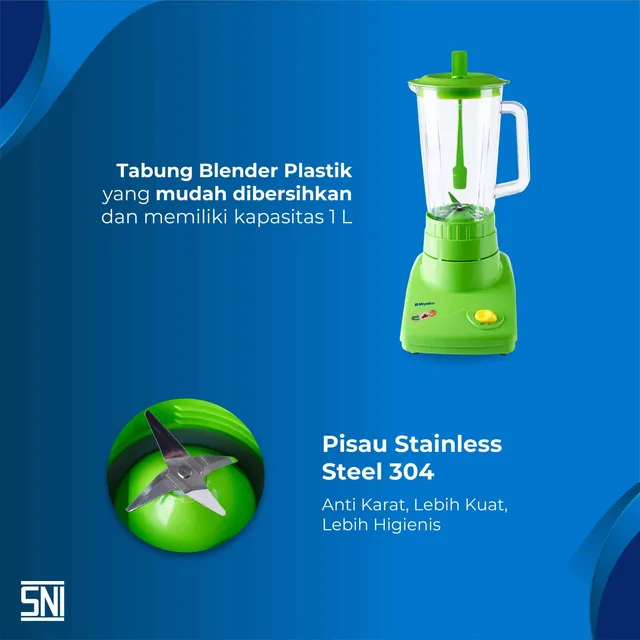 Tabung Blender Plastik
yang mudah dibersihkan
dan memiliki kapasitas 1 L
Miyako
Pisau Stainless
Steel 304
Anti Karat, Lebih Kuat,
Lebih Higienis
SNI